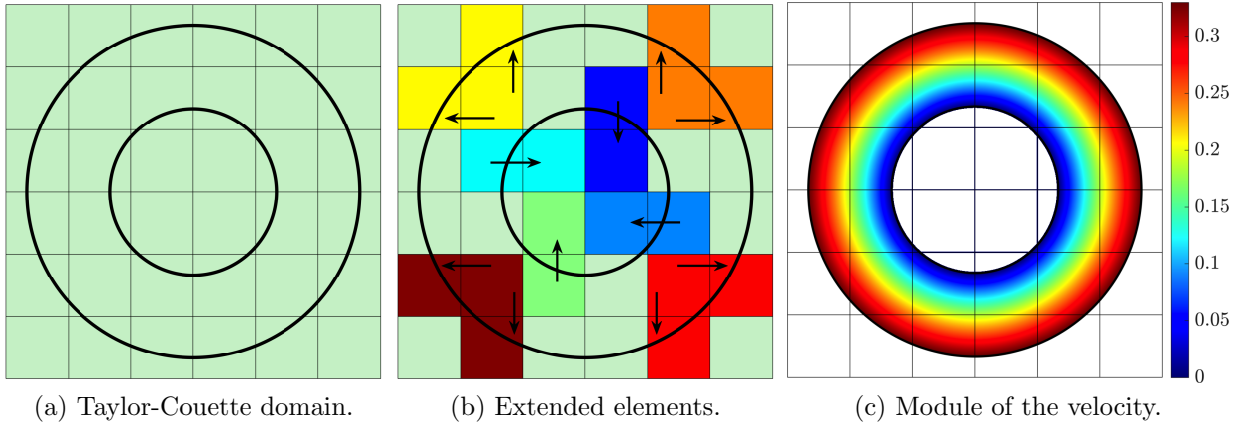 0.3
0.25
0.2
0.15
0.1
0.05
0
(a) Taylor-Couette domain.
(b) Extended elements.
(c) Module of the velocity.